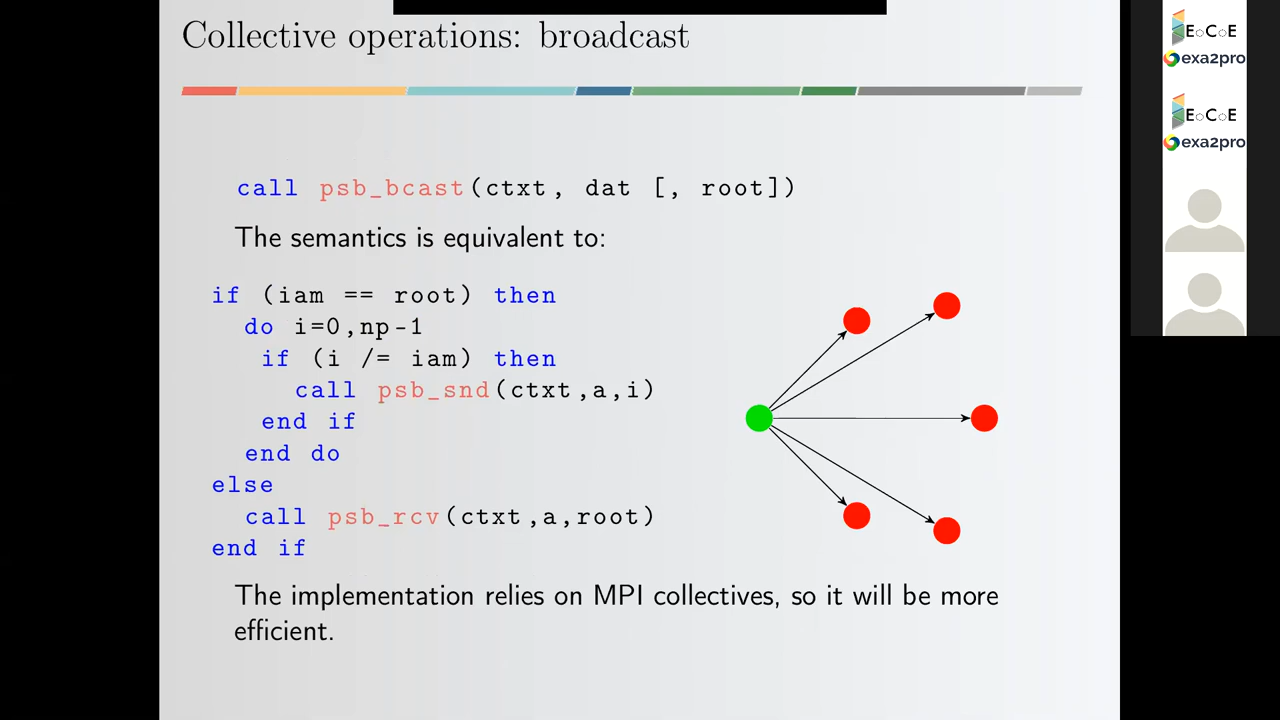 Collective operations: broadcast
call psb_bcast(ctxt, dat [, root])
The semantics is equivalent to:
if (iam == root) then
do i=0,np-1
if (i /= iam) then
call psb_snd(ctxt,a,i)
end if
end do
else
call psb_rcv(ctxt,a,root)
end if
The implementation relies on MPI collectives, so it will be more
efficient.
EoCoE
exa2pro
EoCoE
exa2pro